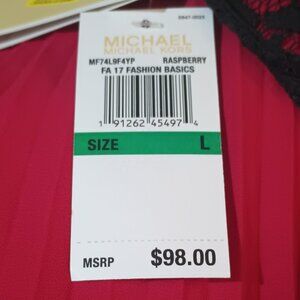 MICHAEL
MICHAEL KORS
MF74L9F4YP RASPBERRY
FA 17 FASHION BASICS
1 91262 45497 4
SIZE L
MSRP $98.00